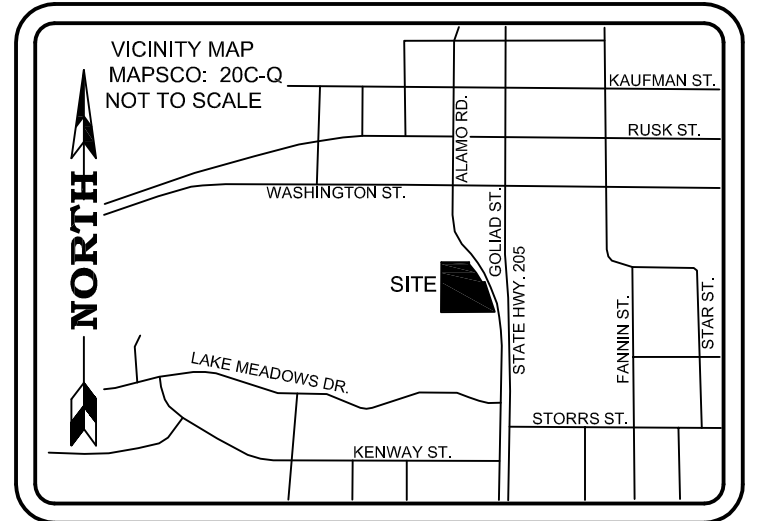 VICINITY MAP
MAPSCO: 20C-Q
NOT TO SCALE
KAUFMAN ST.
RUSK ST.
ALAMO RD.
WASHINGTON ST.
GOLIAD ST.
STATE HWY. 205
NORTH
SITE
FANNIN ST.
STAR ST.
LAKE MEADOWS DR.
STORRS ST.
KENWAY ST.